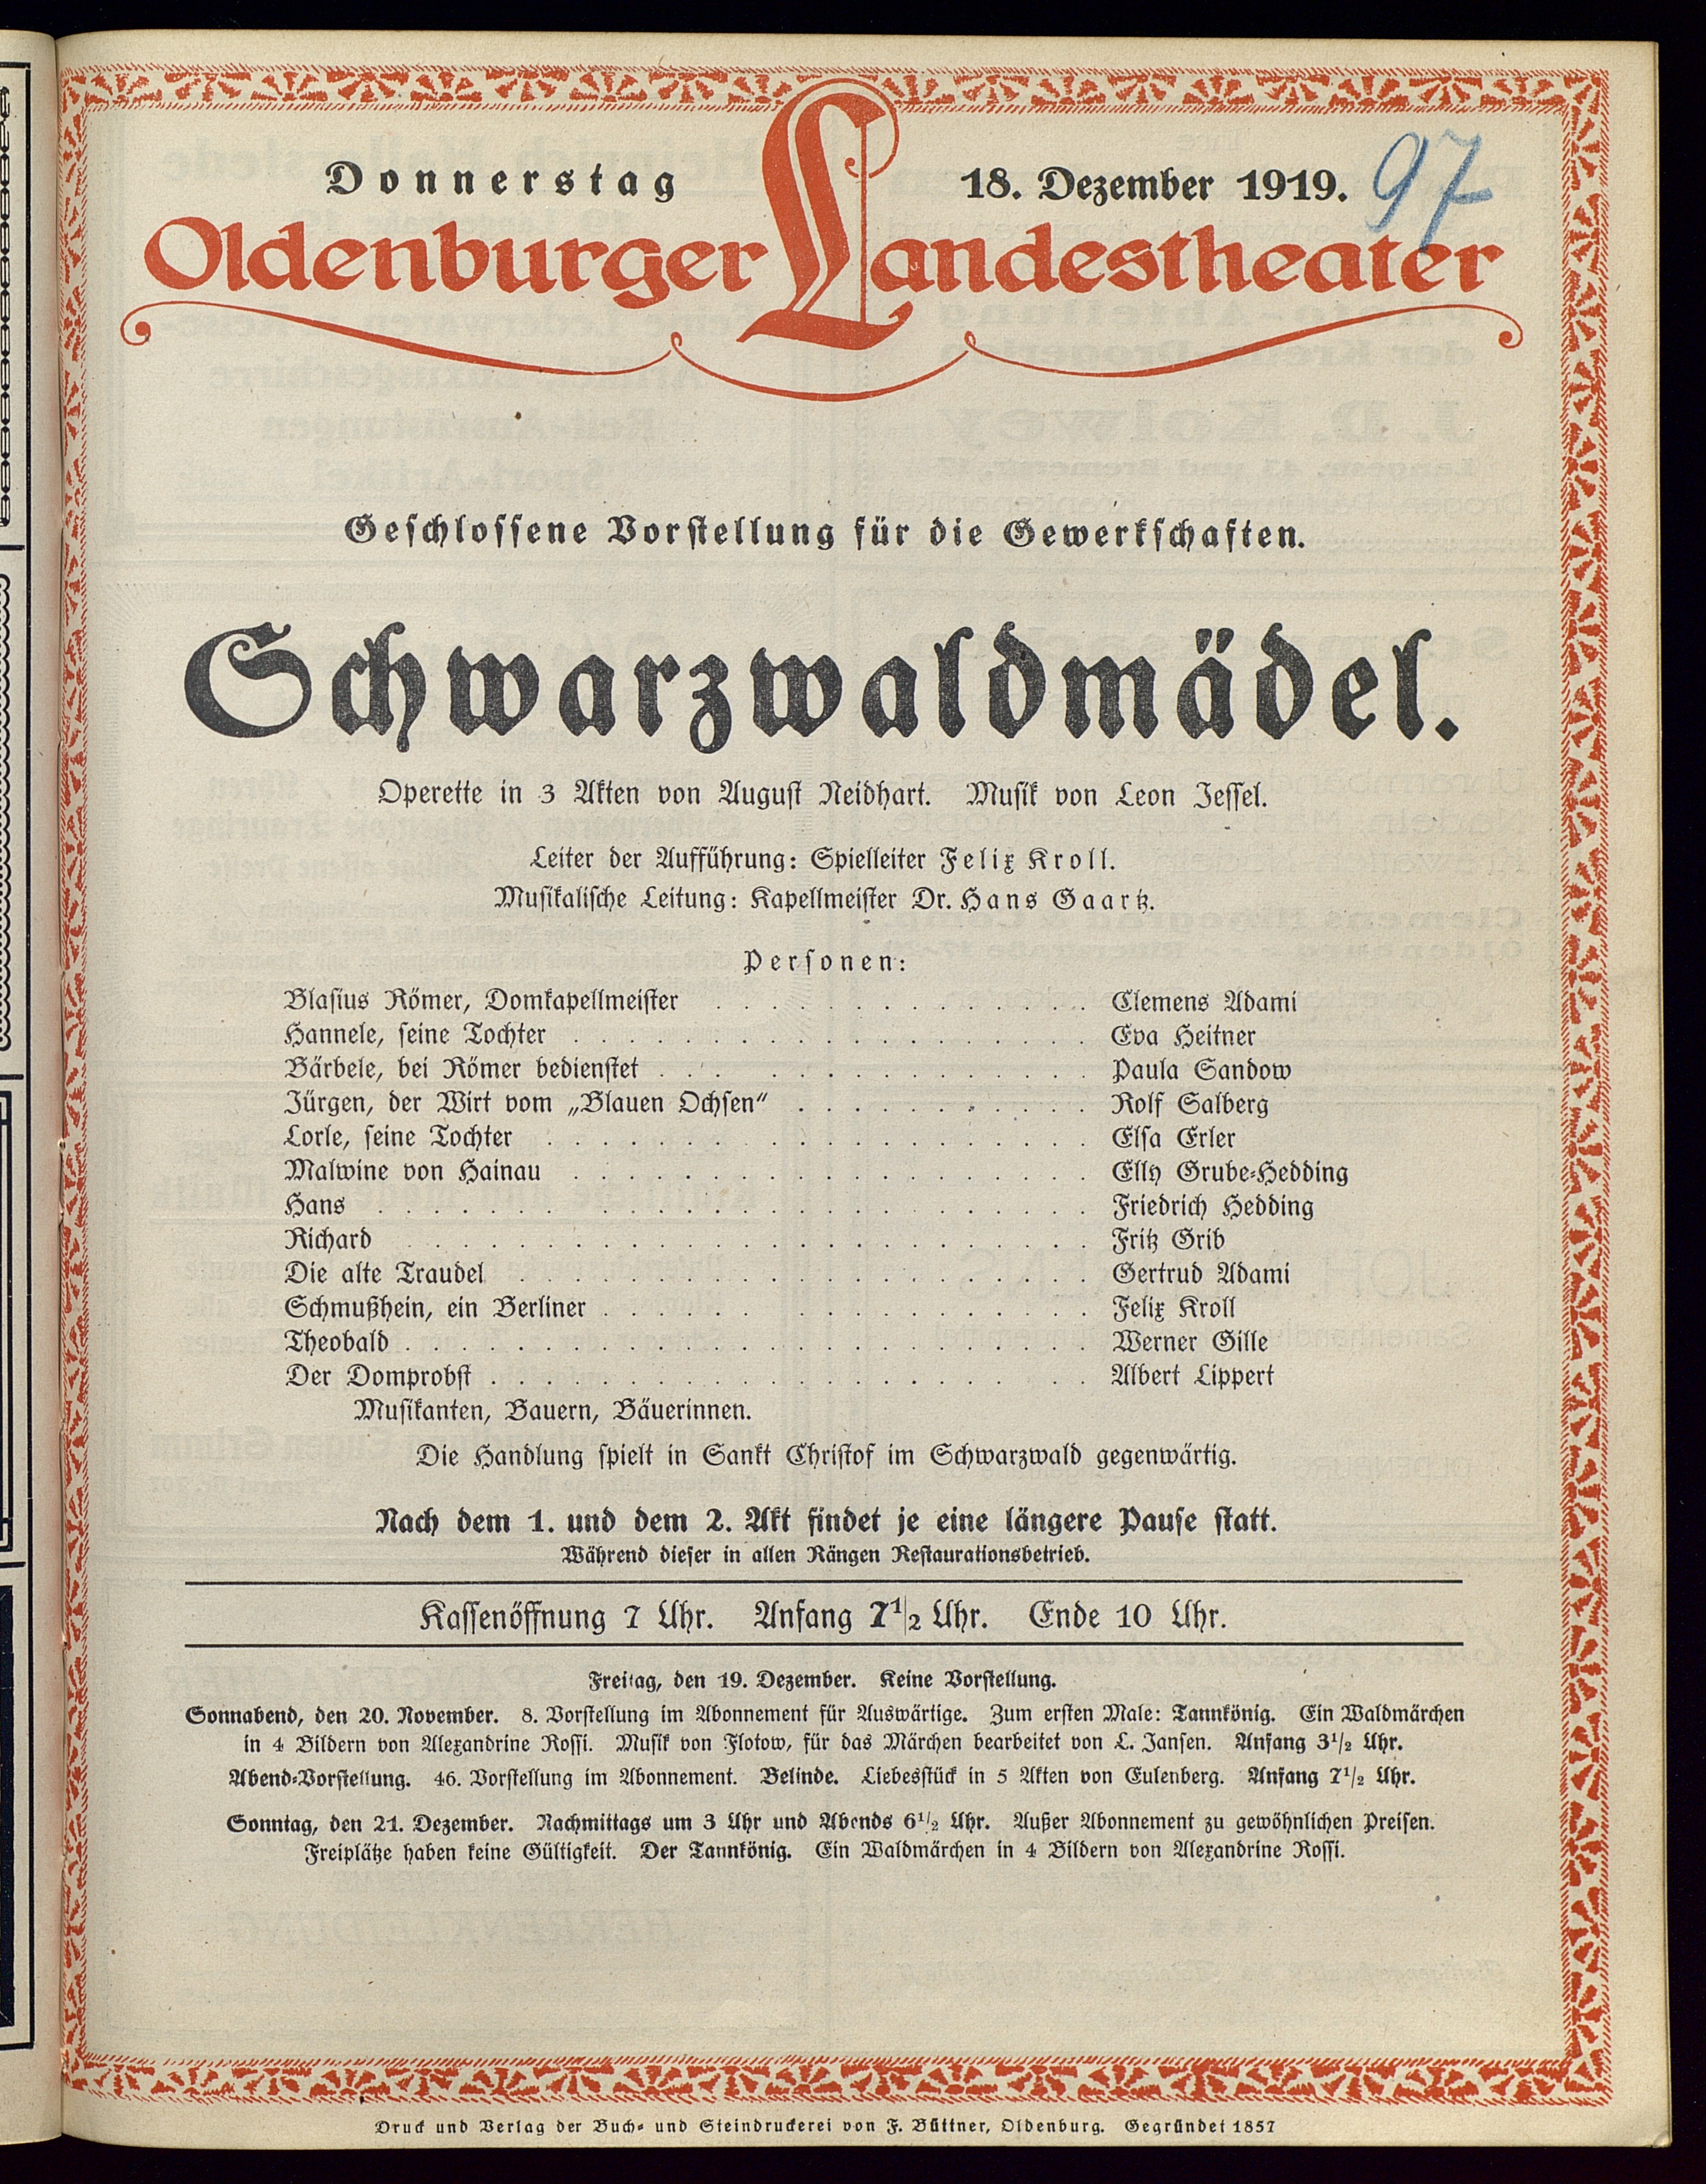 Donnerstag 18. Dezember 1919. 97
Oldenburger Landestheater
Geschlossene Vorstellung für die Gewerkschaften.
Schwarzwaldmädel.
Operette in 3 Akten von August Neidhart. Musik von Leon Jessel.
Leiter der Aufführung: Spielleiter Felix Kroll.
Musikalische Leitung: Kapellmeister Dr. Hans Gaartz.
Personen:
Blasius Römer, Domkapellmeister . . . . . . . . . . . . . . Clemens Adami
Hannele, seine Tochter . . . . . . . . . . . . . . . . . . . Eva Heitner
Bärbele, bei Römer bedienstet . . . . . . . . . . . . . . . Paula Sandow
Jürgen, der Wirt vom „Blauen Ochsen“ . . . . . . . . . . . Rolf Salberg
Lorle, seine Tochter . . . . . . . . . . . . . . . . . . . . Elsa Erler
Malwine von Hainau . . . . . . . . . . . . . . . . . . . Elly Grube-Hedding
Hans . . . . . . . . . . . . . . . . . . . . . . . . . . Friedrich Hedding
Richard . . . . . . . . . . . . . . . . . . . . . . . . . Fritz Grib
Die alte Traudel . . . . . . . . . . . . . . . . . . . . . Gertrud Adami
Schmußhein, ein Berliner . . . . . . . . . . . . . . . . . . Felix Kroll
Theobald . . . . . . . . . . . . . . . . . . . . . . . . . Werner Gille
Der Domprobst . . . . . . . . . . . . . . . . . . . . . . Albert Lippert
Musikanten, Bauern, Bäuerinnen.
Die Handlung spielt in Sankt Christof im Schwarzwald gegenwärtig.
Nach dem 1. und dem 2. Akt findet je eine längere Pause statt.
Während dieser in allen Rängen Restaurationsbetrieb.
Kassenöffnung 7 Uhr. Anfang 7 1/2 Uhr. Ende 10 Uhr.
Freitag, den 19. Dezember. Keine Vorstellung.
Sonnabend, den 20. November. 8. Vorstellung im Abonnement für Auswärtige. Zum ersten Male: Tannkönig. Ein Waldmärchen
in 4 Bildern von Alexandrine Rossi. Musik von Flotow, für das Märchen bearbeitet von L. Jansen. Anfang 3 1/2 Uhr.
Abend-Vorstellung. 46. Vorstellung im Abonnement. Belinde. Liebesstück in 5 Akten von Eulenberg. Anfang 7 1/2 Uhr.
Sonntag, den 21. Dezember. Nachmittags um 3 Uhr und Abends 6 1/2 Uhr. Außer Abonnement zu gewöhnlichen Preisen.
Freiplätze haben keine Gültigkeit. Der Tannkönig. Ein Waldmärchen in 4 Bildern von Alexandrine Rossi.
Druck und Verlag der Buch- und Steindruckerei von F. Büttner, Oldenburg. Gegründet 1857